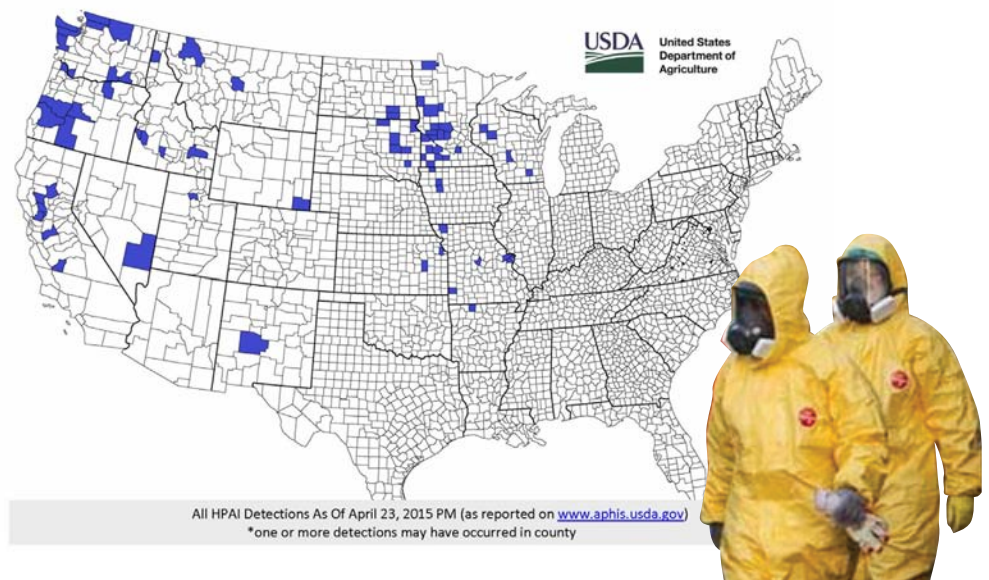 USDA
United States
Department of
Agriculture
All HPAI Detections As Of April 23, 2015 PM (as reported on www.aphis.usda.gov)
*one or more detections may have occurred in county